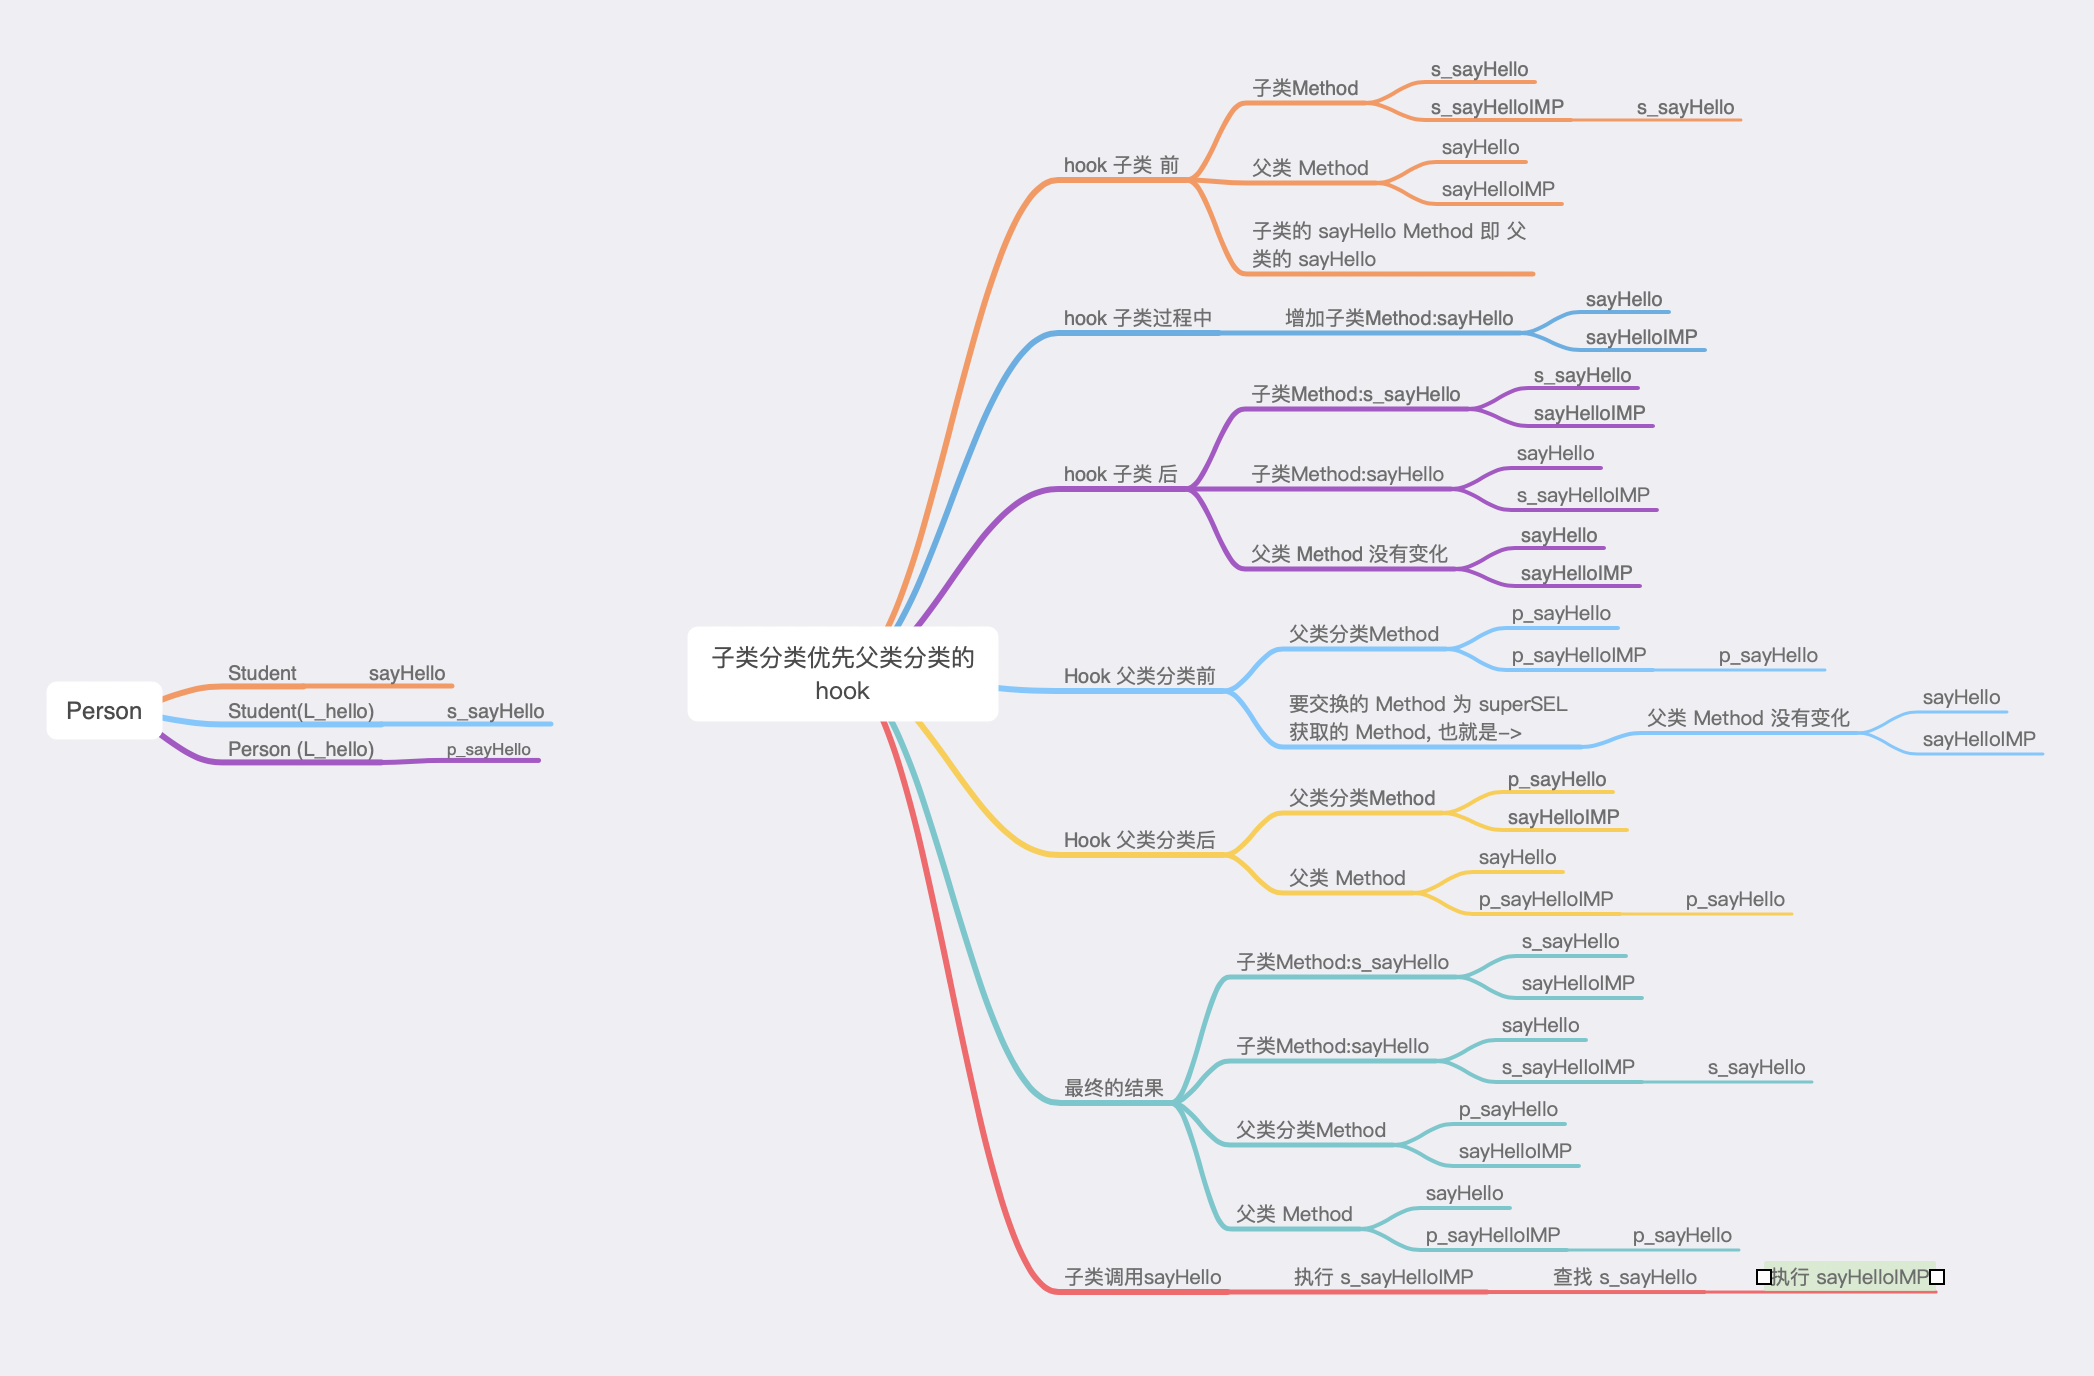 Person
Student
sayHello
Student(L_hello)
s_sayHello
Person (L_hello)
p_sayHello
子类分类优先父类分类的
hook
hook 子类 前
子类Method
s_sayHello
s_sayHelloIMP
s_sayHello
父类 Method
sayHello
sayHelloIMP
子类的 sayHello Method 即 父
类的 sayHello
hook 子类过程中
增加子类Method:sayHello
sayHello
sayHelloIMP
hook 子类 后
子类Method:s_sayHello
s_sayHello
sayHelloIMP
子类Method:sayHello
sayHello
s_sayHelloIMP
父类 Method 没有变化
sayHello
sayHelloIMP
Hook 父类分类前
父类分类Method
p_sayHello
p_sayHelloIMP
p_sayHello
要交换的 Method 为 superSEL
获取的 Method, 也就是->
父类 Method 没有变化
sayHello
sayHelloIMP
Hook 父类分类后
父类分类Method
p_sayHello
sayHelloIMP
父类 Method
sayHello
p_sayHelloIMP
p_sayHello
最终的结果
子类Method:s_sayHello
s_sayHello
sayHelloIMP
子类Method:sayHello
sayHello
s_sayHelloIMP
s_sayHello
父类分类Method
p_sayHello
sayHelloIMP
父类 Method
sayHello
p_sayHelloIMP
p_sayHello
子类调用sayHello
执行 s_sayHelloIMP
查找 s_sayHello
执行 sayHelloIMP